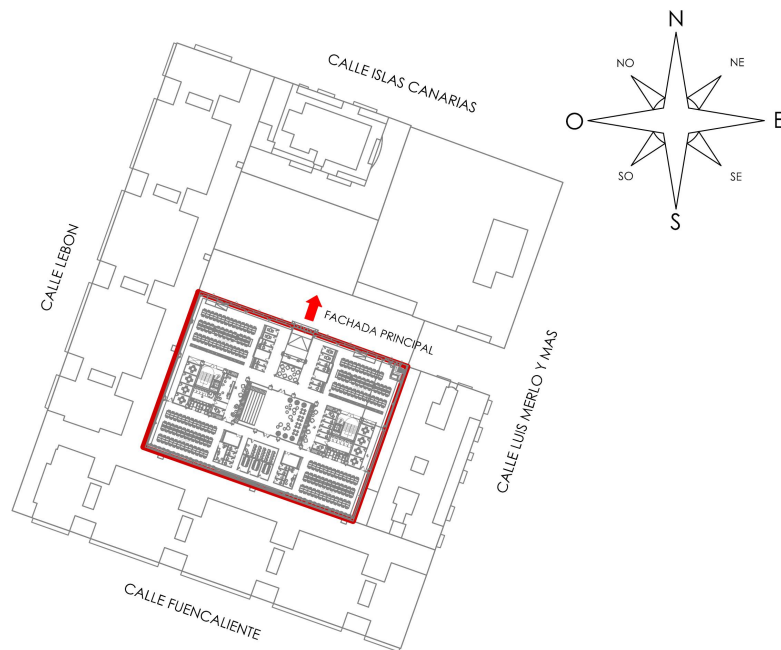 N
NO
NE
O
E
SO
SE
S
CALLE ISLAS CANARIAS
CALLE LEBON
FACHADA PRINCIPAL
CALLE LUIS MERLO Y MAS
CALLE FUENCALIENTE